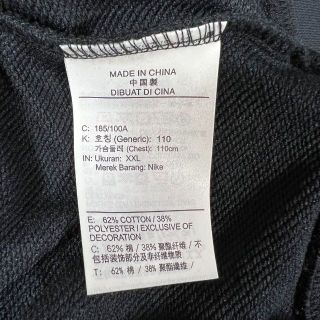 MADE IN CHINA
中国製
DIBUAT DI CINA
C: 185/100A
K: 호칭 (Generic): 110
가슴둘레 (Chest): 110cm
IN: Ukuran: XXL
Merek Barang: Nike
E: 62% COTTON / 38%
POLYESTER / EXCLUSIVE OF
DECORATION
C: 62% 棉 / 38% 聚酯纤维 / 不
包括装饰部分及非纤维物质
T: 62% 棉 / 38% 聚酯纖維 /